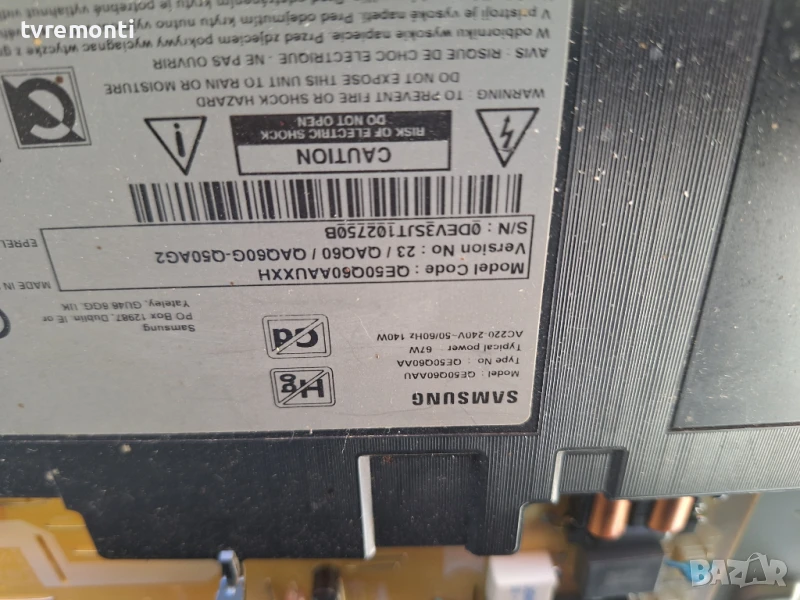 tvremonti
SAMSUNG
Model : QE50Q60AAU
Type No : QE50Q60AA
Typical power 67W
AC220-240V~50/60Hz 140W
Hg
Cd
Samsung
PO Box 12987, Dublin. IE or
Yateley, GU46 6GG. UK
Model Code : QE50Q60AAUXXH
Version No : 23 / QAQ60 / QAQ60G-Q50AG2
S/N : 0DEV3SJT102750B
MADE IN
EPREL
CAUTION
RISK OF ELECTRIC SHOCK
DO NOT OPEN
WARNING : TO PREVENT FIRE OR SHOCK HAZARD
DO NOT EXPOSE THIS UNIT TO RAIN OR MOISTURE
AVIS : RISQUE DE CHOC ELECTRIQUE - NE PAS OUVRIR
W odbiorniku wysokie napięcie. Przed zdjęciem pokrywy wyciągnąć wtyczkę z
V přístroji je vysoké napětí. Před odejmutím krytu nutno
BAZAR